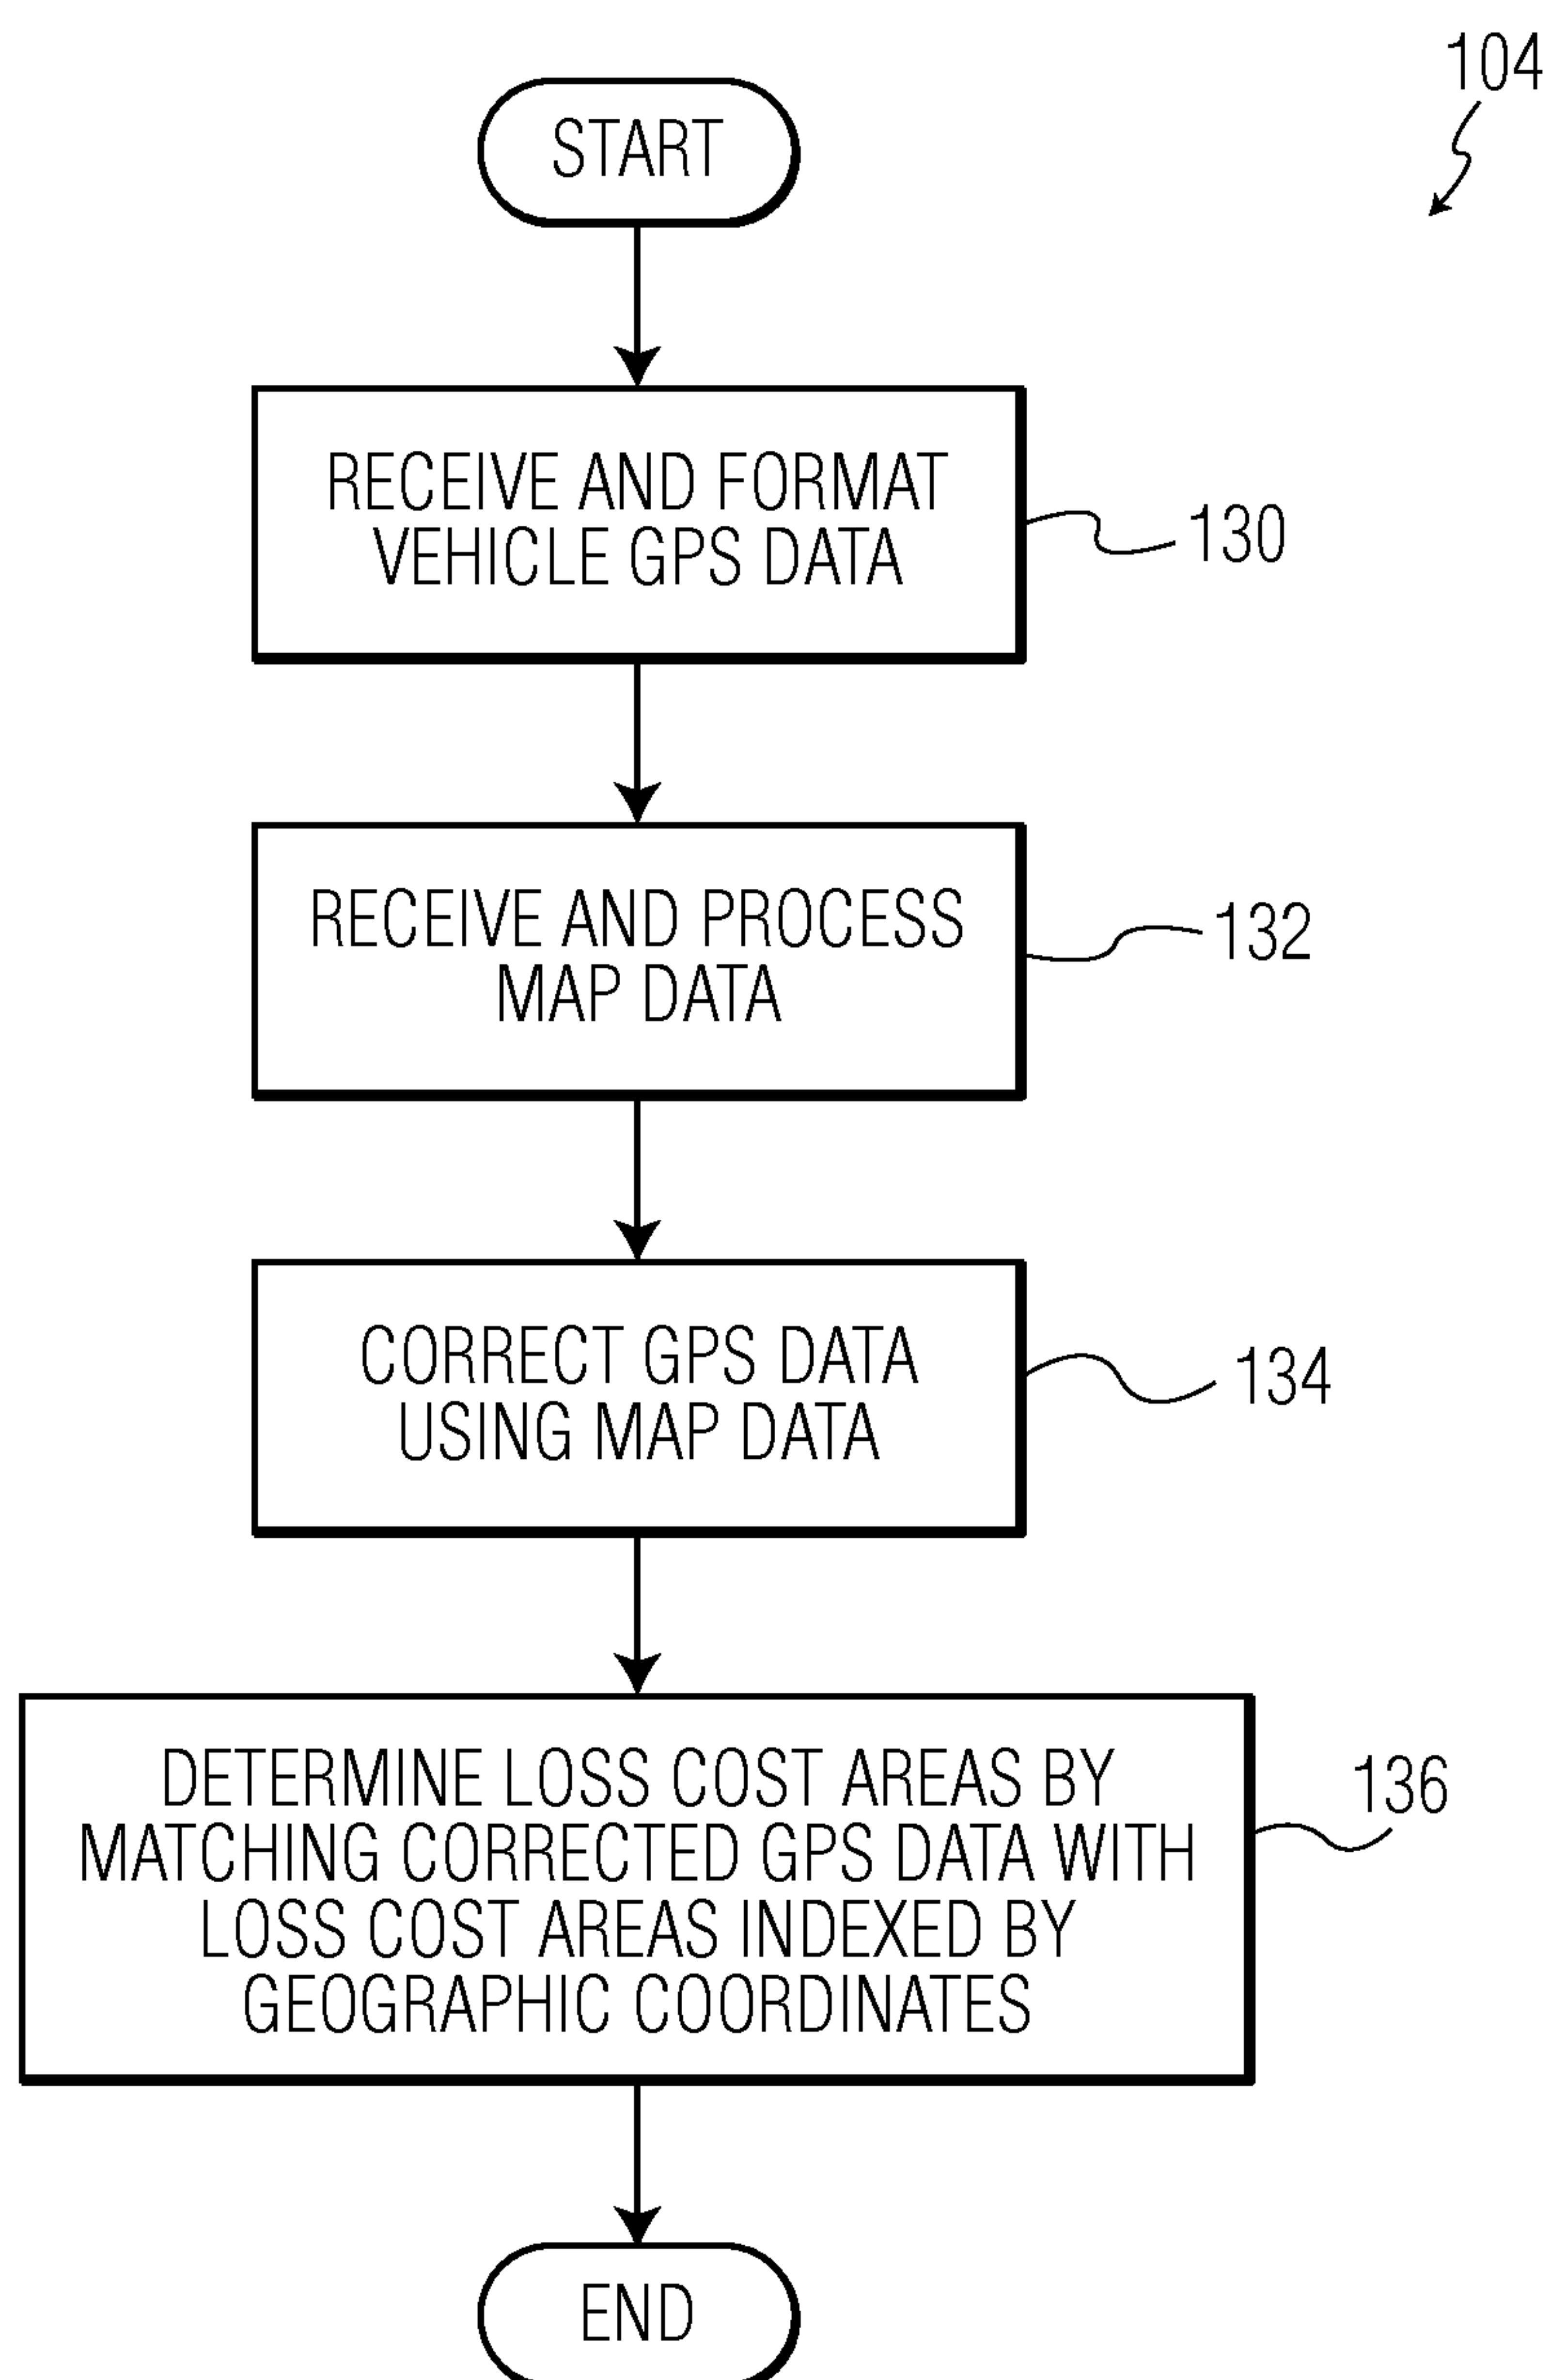 104
START
RECEIVE AND FORMAT
VEHICLE GPS DATA
130
RECEIVE AND PROCESS
MAP DATA
132
CORRECT GPS DATA
USING MAP DATA
134
DETERMINE LOSS COST AREAS BY
MATCHING CORRECTED GPS DATA WITH
LOSS COST AREAS INDEXED BY
GEOGRAPHIC COORDINATES
136
END